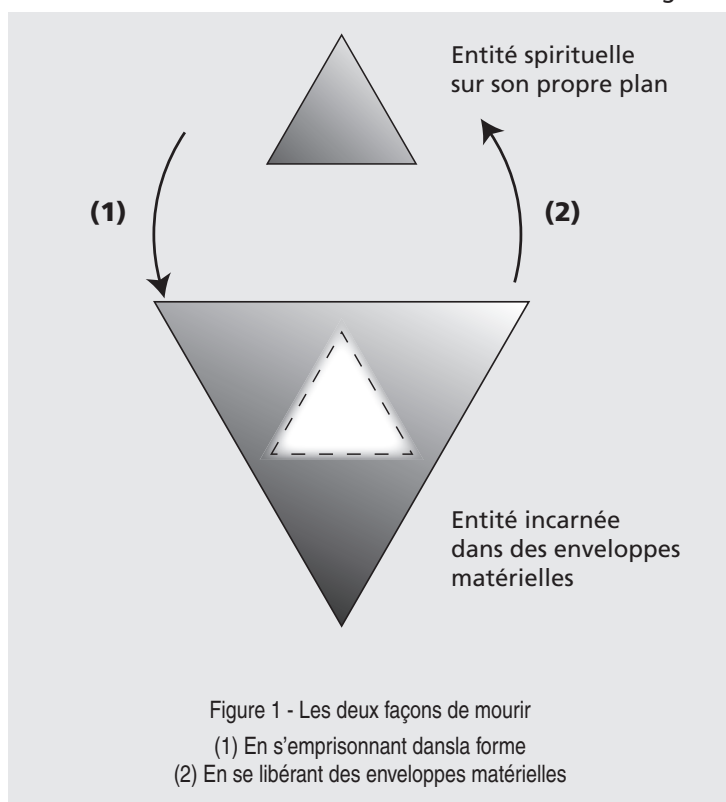 Entité spirituelle
sur son propre plan
(1)
(2)
Entité incarnée
dans des enveloppes
matérielles
Figure 1 - Les deux façons de mourir
(1) En s'emprisonnant dansla forme
(2) En se libérant des enveloppes matérielles